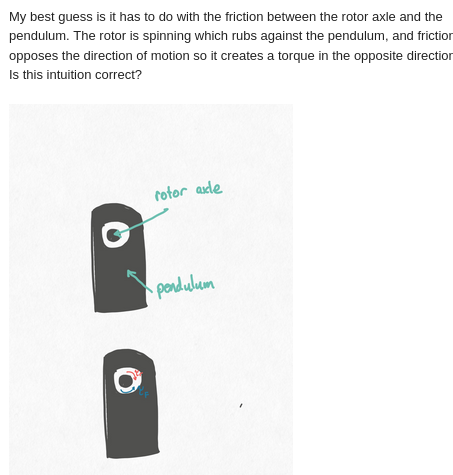 My best guess is it has to do with the friction between the rotor axle and the
pendulum. The rotor is spinning which rubs against the pendulum, and friction
opposes the direction of motion so it creates a torque in the opposite direction
Is this intuition correct?
rotor axle
pendulum